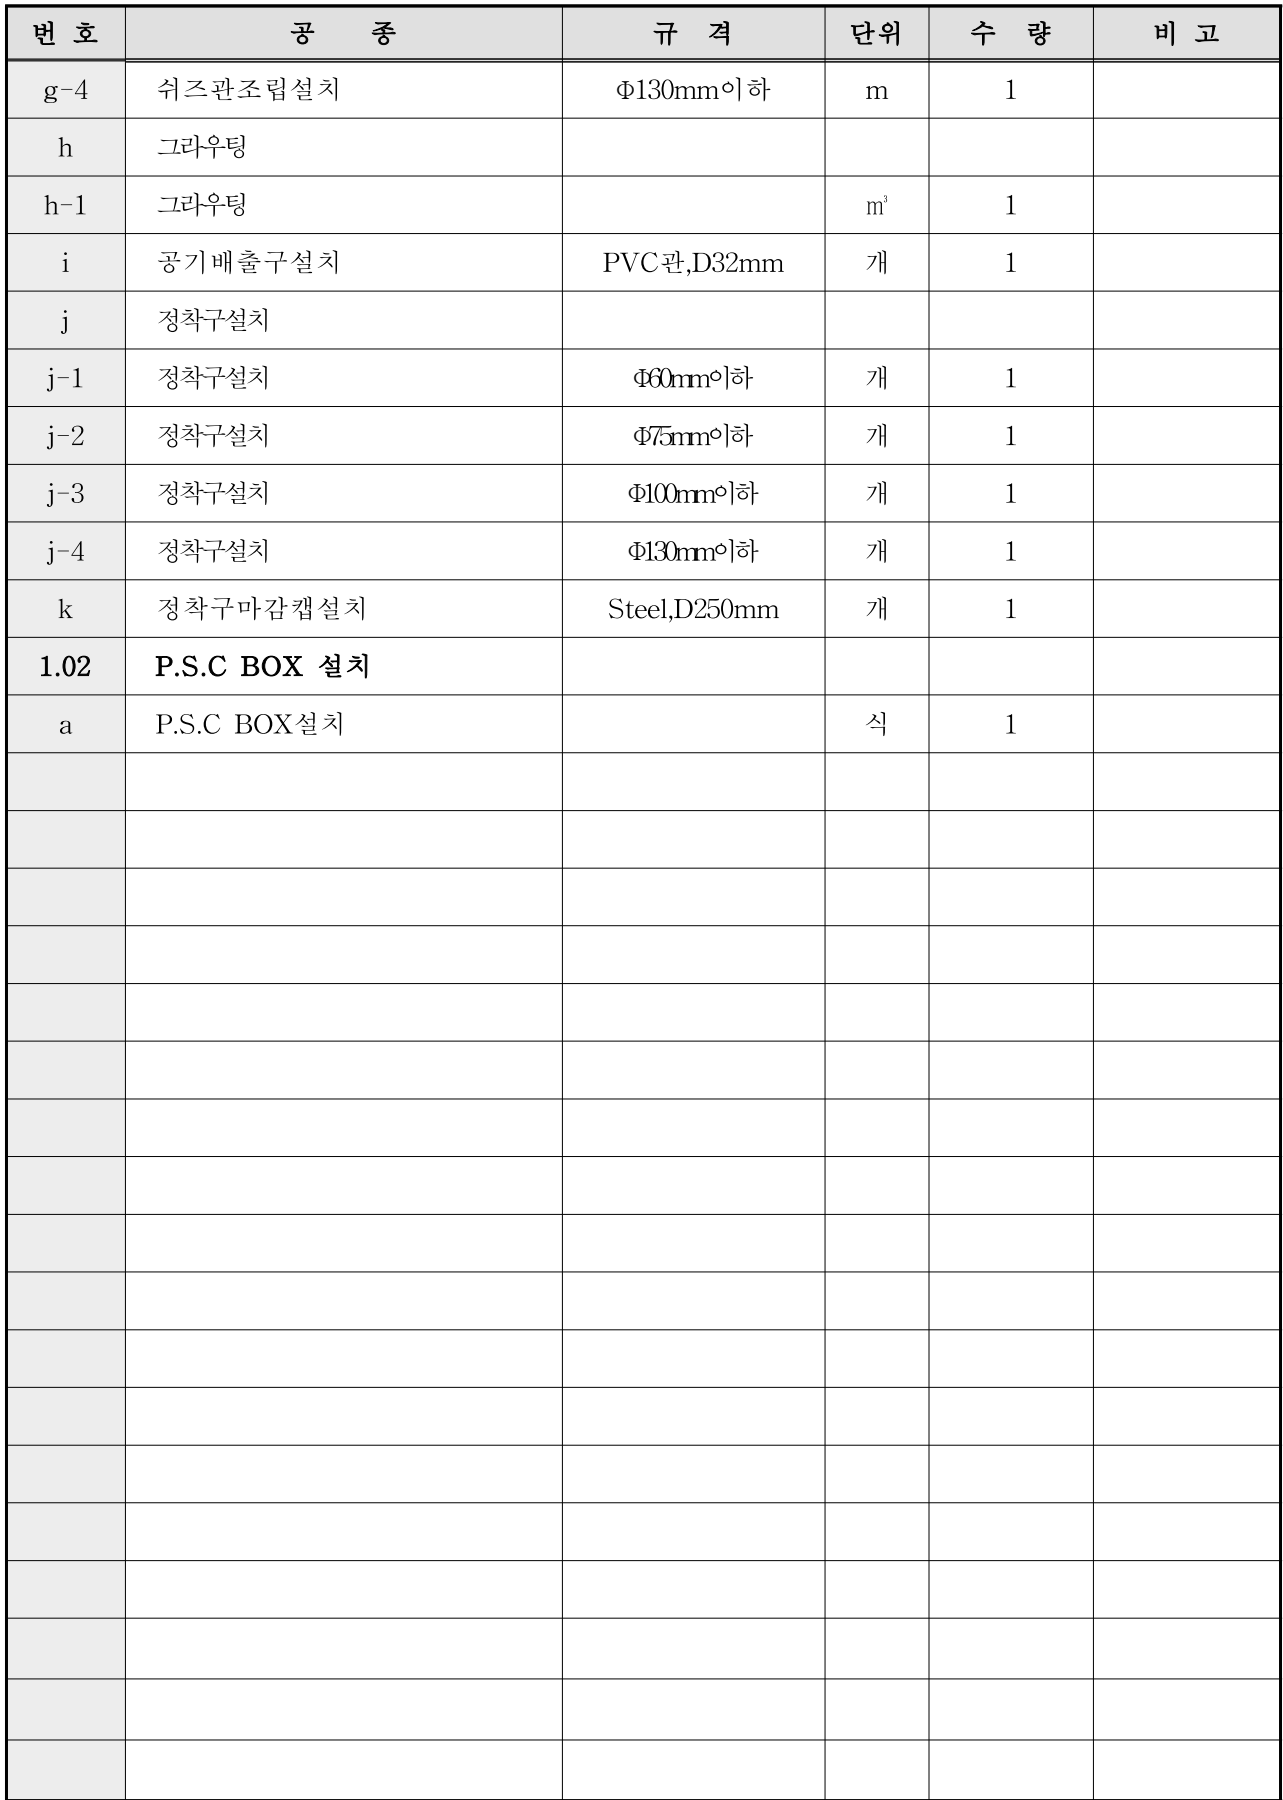 번 호 공 종 규 격 단위 수 량 비 고
g-4 쉬즈관조립설치 Φ130mm이하 m 1
h 그라우팅
h-1 그라우팅 ㎥ 1
i 공기배출구설치 PVC관,D32mm 개 1
j 정착구설치
j-1 정착구설치 Φ60mm이하 개 1
j-2 정착구설치 Φ75mm이하 개 1
j-3 정착구설치 Φ100mm이하 개 1
j-4 정착구설치 Φ130mm이하 개 1
k 정착구마감캡설치 Steel,D250mm 개 1
1.02 P.S.C BOX 설치
a P.S.C BOX설치 식 1